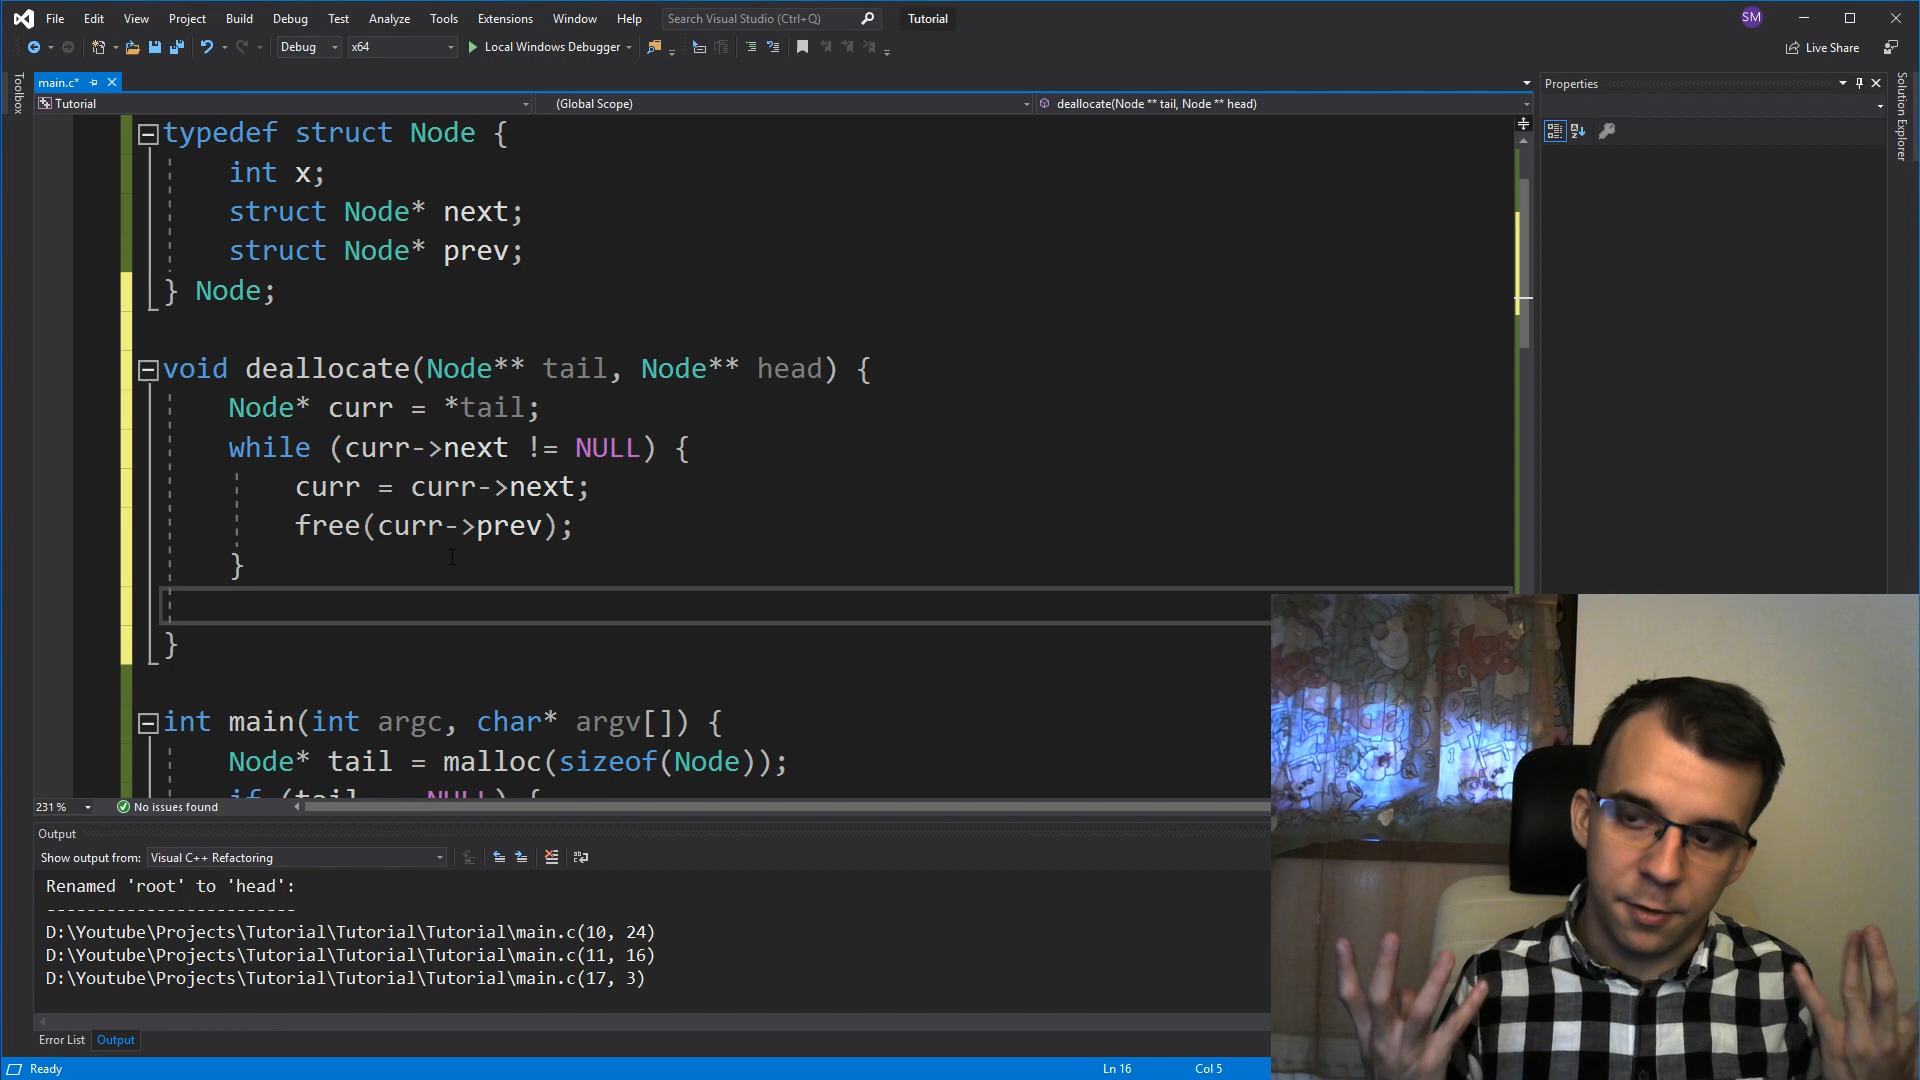 File Edit View Project Build Debug Test Analyze Tools Extensions Window Help Search Visual Studio (Ctrl+Q) Tutorial SM
Debug x64 Local Windows Debugger Live Share
Toolbox
main.c*
Tutorial (Global Scope) deallocate(Node ** tail, Node ** head)
Properties
Solution Explorer
typedef struct Node {
int x;
struct Node* next;
struct Node* prev;
} Node;
void deallocate(Node** tail, Node** head) {
Node* curr = *tail;
while (curr->next != NULL) {
curr = curr->next;
free(curr->prev);
}
}
int main(int argc, char* argv[]) {
Node* tail = malloc(sizeof(Node));
231 % No issues found
Output
Show output from: Visual C++ Refactoring
Renamed 'root' to 'head':
-------------------------
D:\Youtube\Projects\Tutorial\Tutorial\Tutorial\main.c(10, 24)
D:\Youtube\Projects\Tutorial\Tutorial\Tutorial\main.c(11, 16)
D:\Youtube\Projects\Tutorial\Tutorial\Tutorial\main.c(17, 3)
Error List Output
Ready Ln 16 Col 5